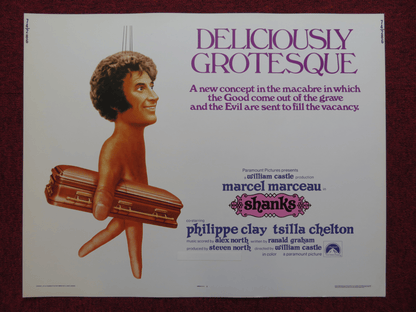 DELICIOUSLY
GROTESQUE
A new concept in the macabre in which
the Good come out of the grave
and the Evil are sent to fill the vacancy.
Paramount Pictures presents
a william castle production
marcel marceau in
shanks
co-starring
philippe clay tsilla chelton
music scored by alex north written by ranald graham
produced by steven north directed by william castle
in color a paramount picture